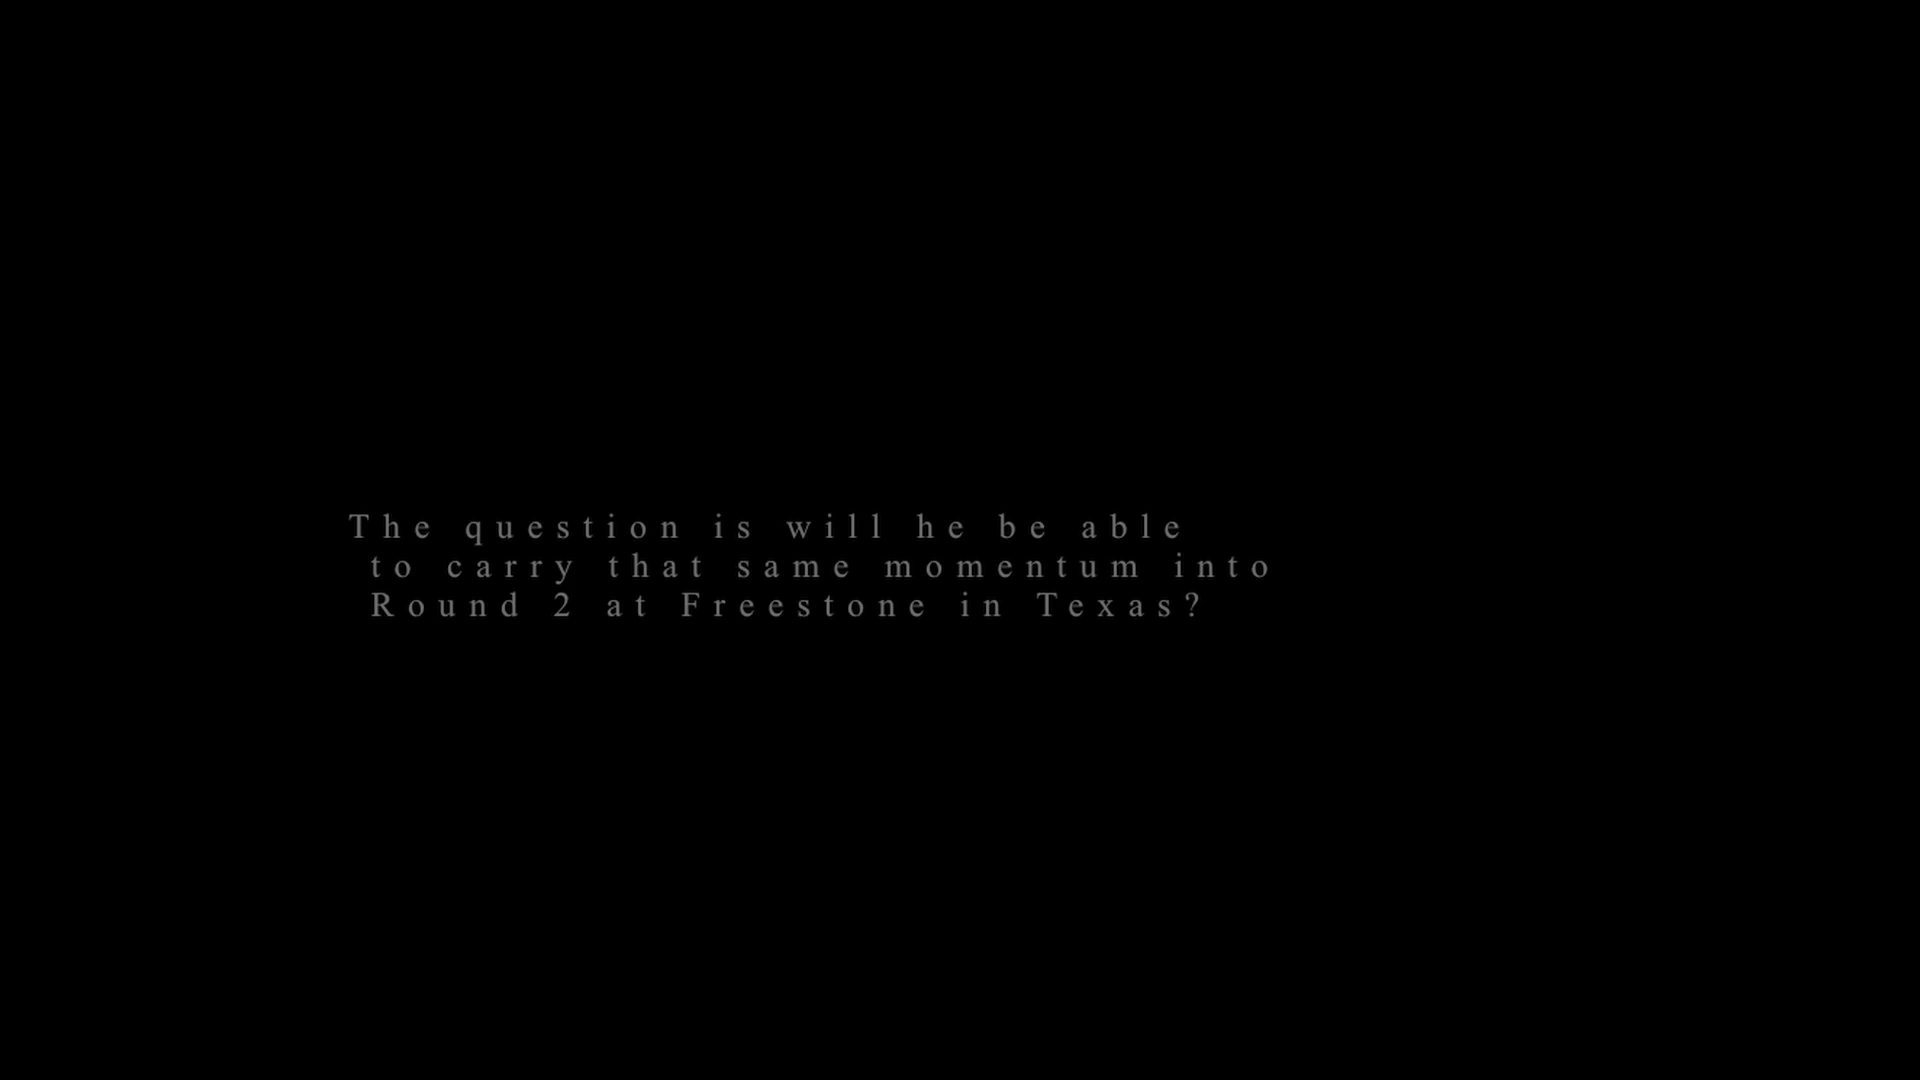 The question is will he be able
to carry that same momentum into
Round 2 at Freestone in Texas?